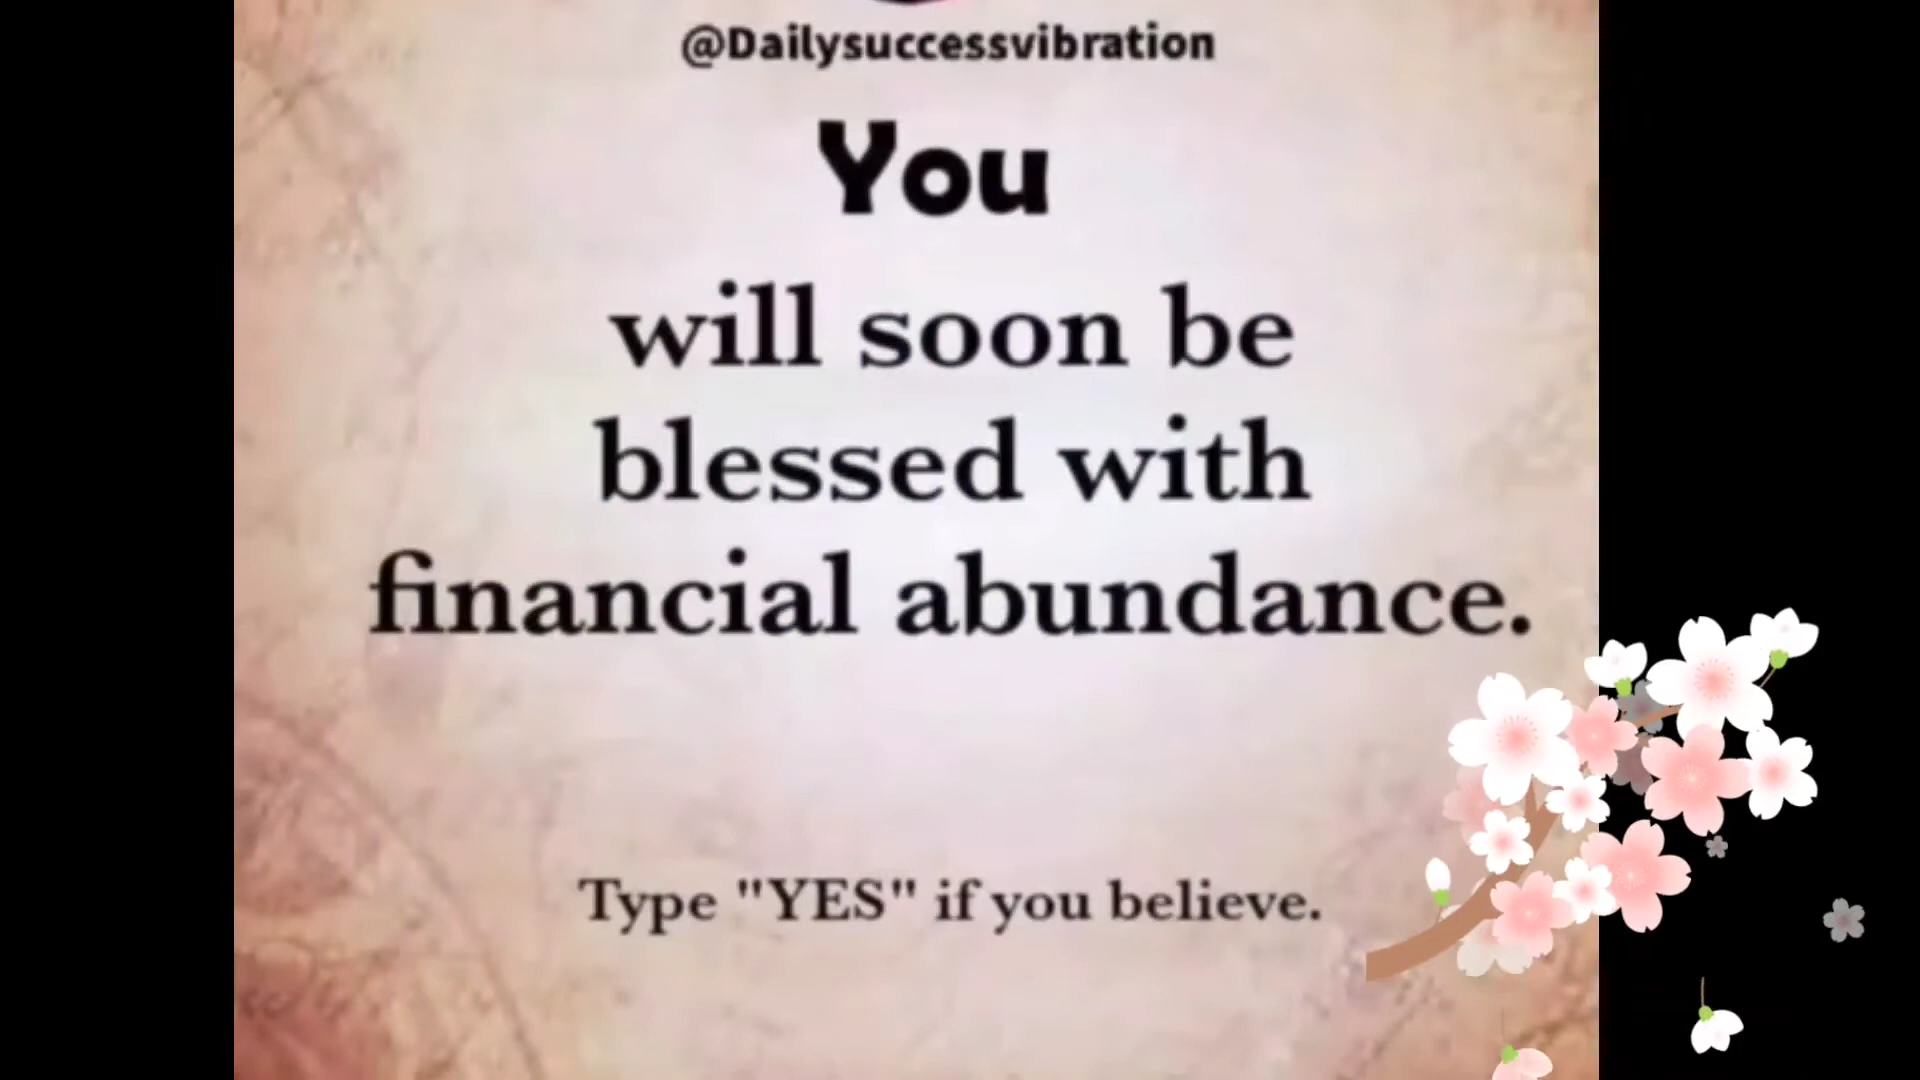 @Dailysuccessvibration
You
will soon be
blessed with
financial abundance.
Type "YES" if you believe.